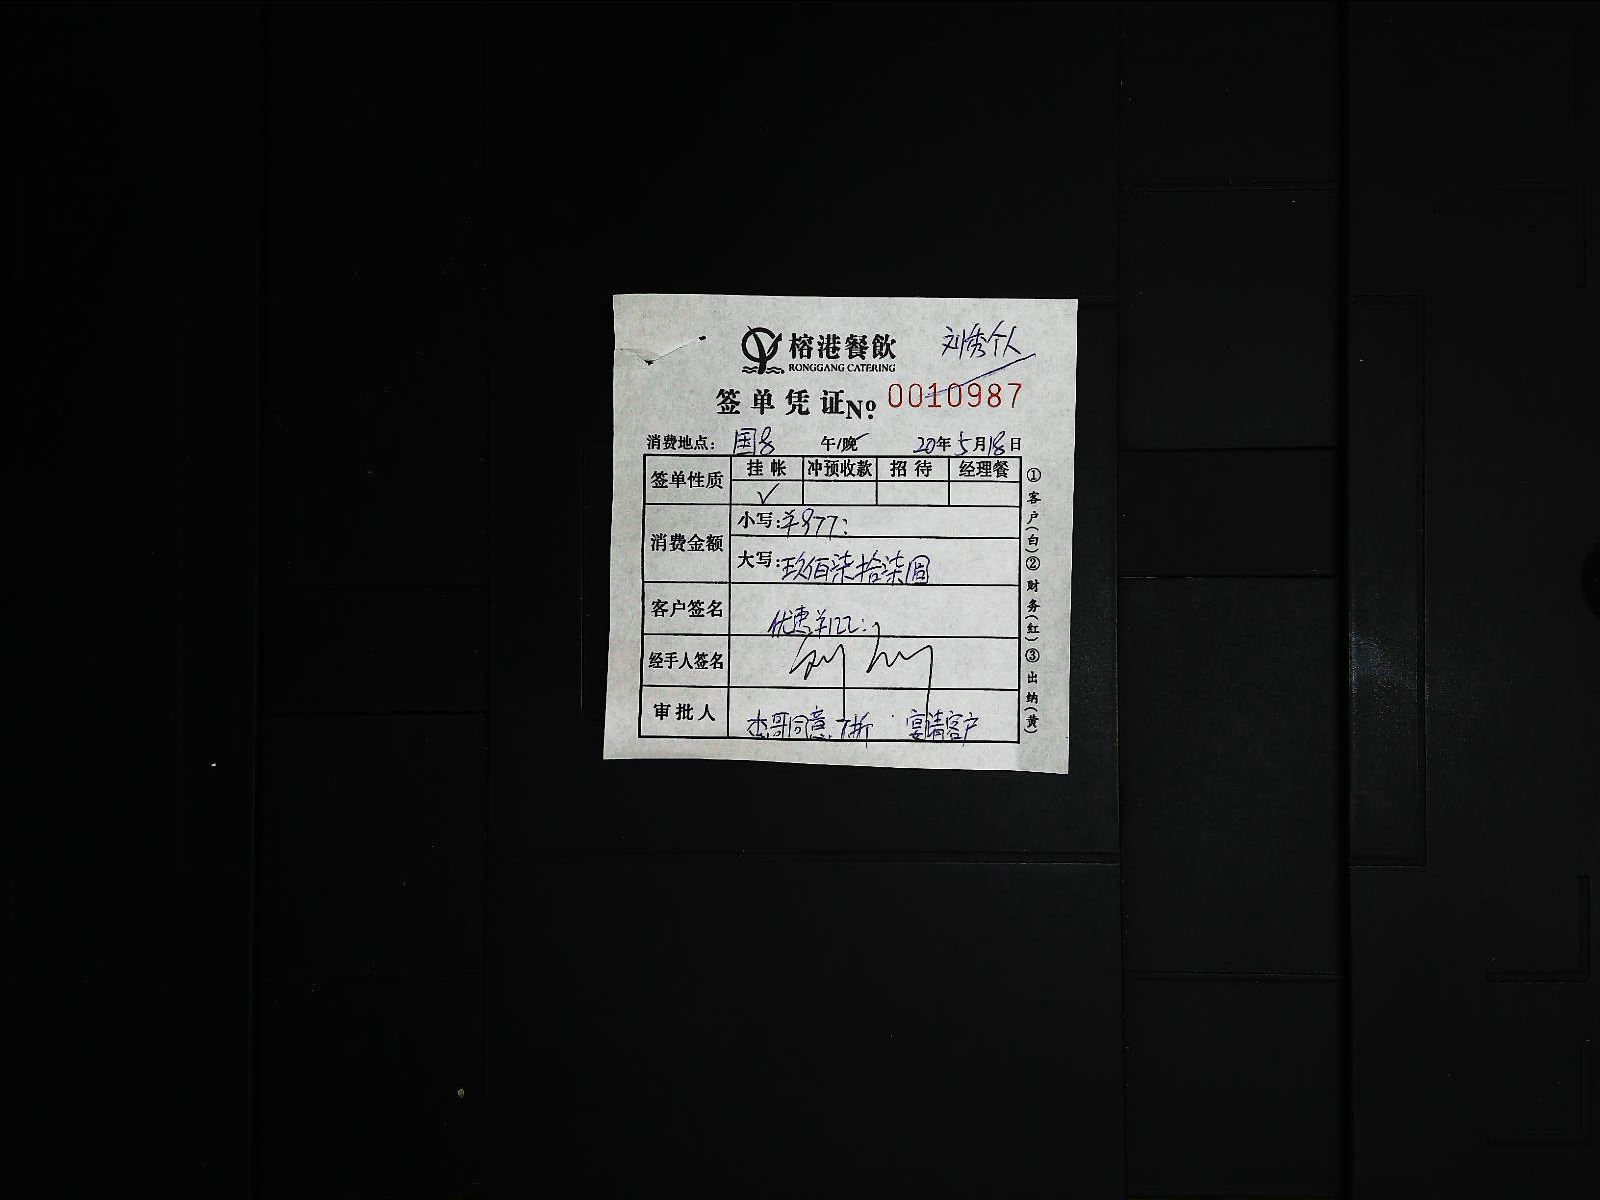 榕港餐飲
RONGGANG CATERING
刘秀个人
签单凭证 No 0010987
消费地点: 国 午/晚 20年5月18日
签单性质 挂帐 冲预收款 招待 经理餐
✓
消费金额 小写:¥977:
大写:玖佰柒拾柒圆
客户签名 优惠¥122:
经手人签名
审批人 杰哥同意.7折 宴请客户
①客户(白)②财务(红)③出纳(黄)